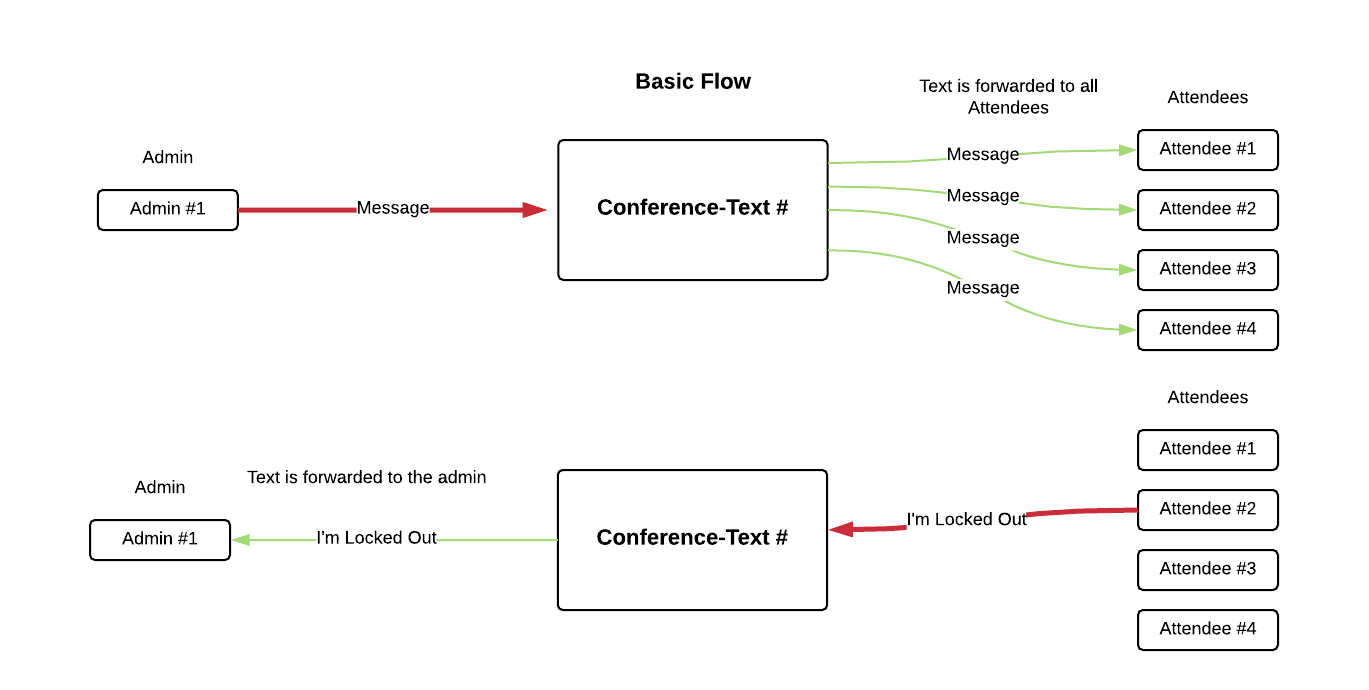 Basic Flow
Text is forwarded to all
Attendees
Attendees
Admin
Admin #1
Message
Conference-Text #
Message
Message
Message
Message
Attendee #1
Attendee #2
Attendee #3
Attendee #4
Attendees
Admin
Text is forwarded to the admin
Admin #1
I'm Locked Out
Conference-Text #
I'm Locked Out
Attendee #1
Attendee #2
Attendee #3
Attendee #4